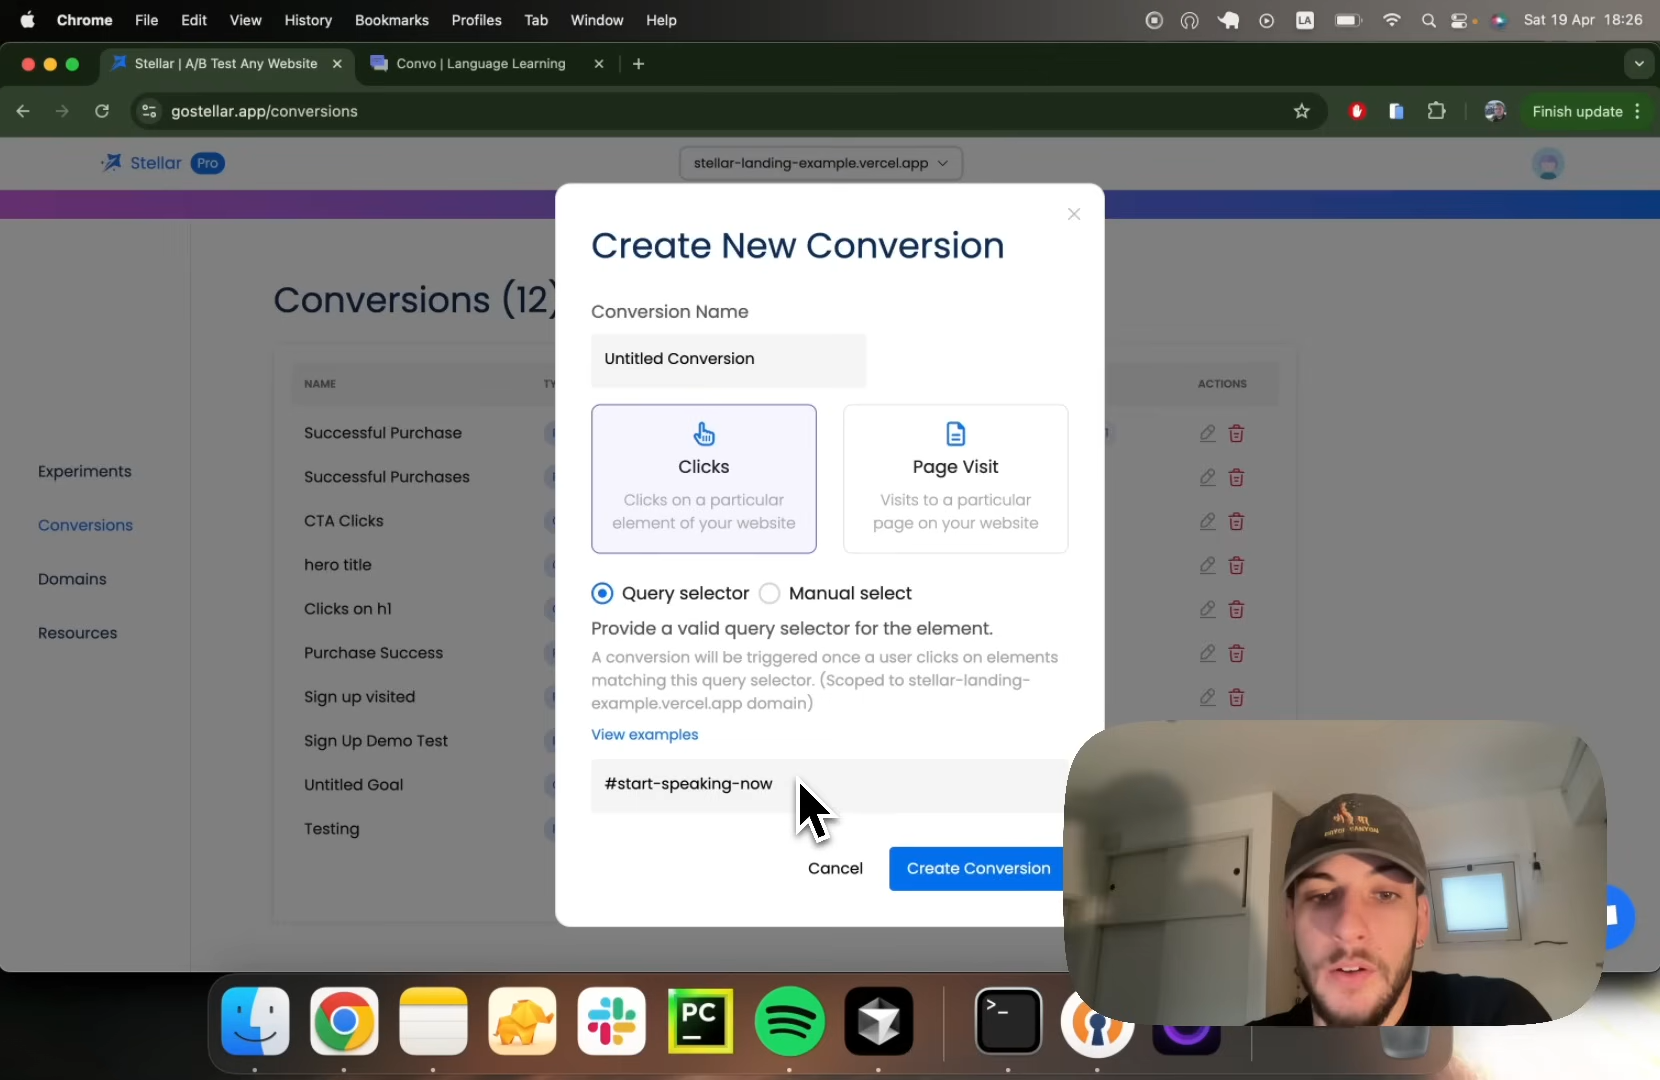 Chrome File Edit View History Bookmarks Profiles Tab Window Help
LA
Sat 19 Apr 18:26
Stellar | A/B Test Any Website
Convo | Language Learning
gostellar.app/conversions
Finish update
Stellar Pro
stellar-landing-example.vercel.app
Create New Conversion
Conversions (12)
Conversion Name
Untitled Conversion
NAME
ACTIONS
Successful Purchase
Successful Purchases
CTA Clicks
hero title
Clicks on h1
Purchase Success
Sign up visited
Sign Up Demo Test
Untitled Goal
Testing
Experiments
Conversions
Domains
Resources
Clicks
Clicks on a particular
element of your website
Page Visit
Visits to a particular
page on your website
Query selector
Manual select
Provide a valid query selector for the element.
A conversion will be triggered once a user clicks on elements
matching this query selector. (Scoped to stellar-landing-
example.vercel.app domain)
View examples
#start-speaking-now
Cancel
Create Conversion
PC